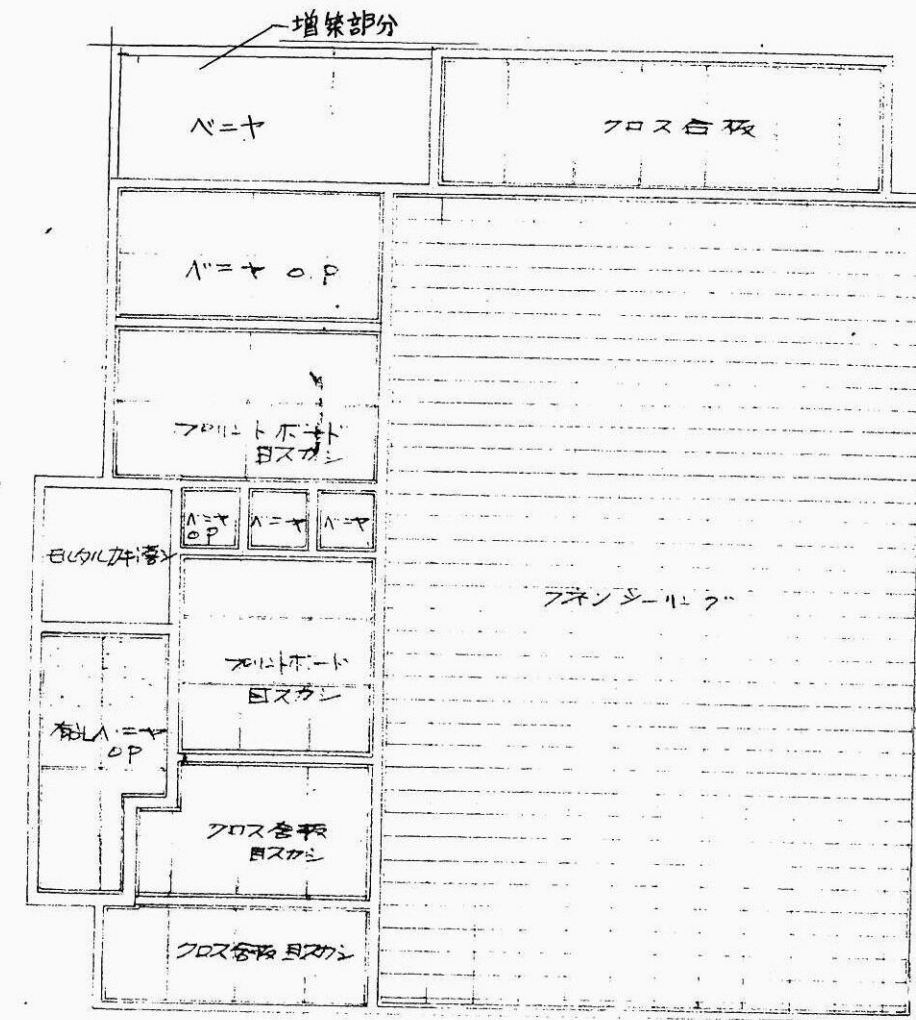 増築部分
ベニヤ
クロス合板
ベニヤ O.P
プリントボード
目スカシ
ベニヤ
OP
ベニヤ
ベニヤ
モルタルカキ落シ
フネンシーリング
プリントボード
目スカシ
有孔ベニヤ
OP
クロス合板
目スカシ
クロス合板目スカシ